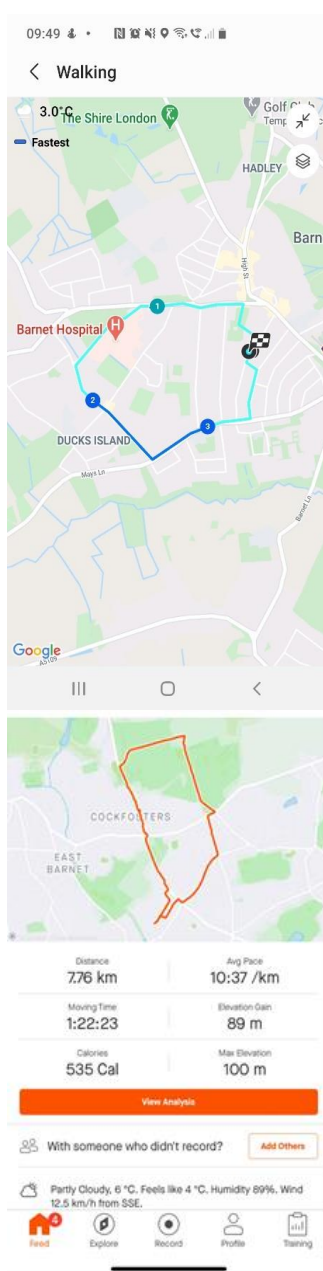 09:49
Walking
3.0°C
The Shire London
Golf Club
Temp
Fastest
HADLEY
Barn
High St
1
Barnet Hospital
H
2
3
DUCKS ISLAND
Mays Ln
Barnet Ln
Google
A5109
COCKFOSTERS
EAST
BARNET
Distance
7.76 km
Avg Pace
10:37 /km
Moving Time
1:22:23
Elevation Gain
89 m
Calories
535 Cal
Max Elevation
100 m
View Analysis
With someone who didn't record?
Add Others
Partly Cloudy, 6 °C. Feels like 4 °C. Humidity 89%. Wind
12.5 km/h from SSE.
4
Feed
Explore
Record
Profile
Training